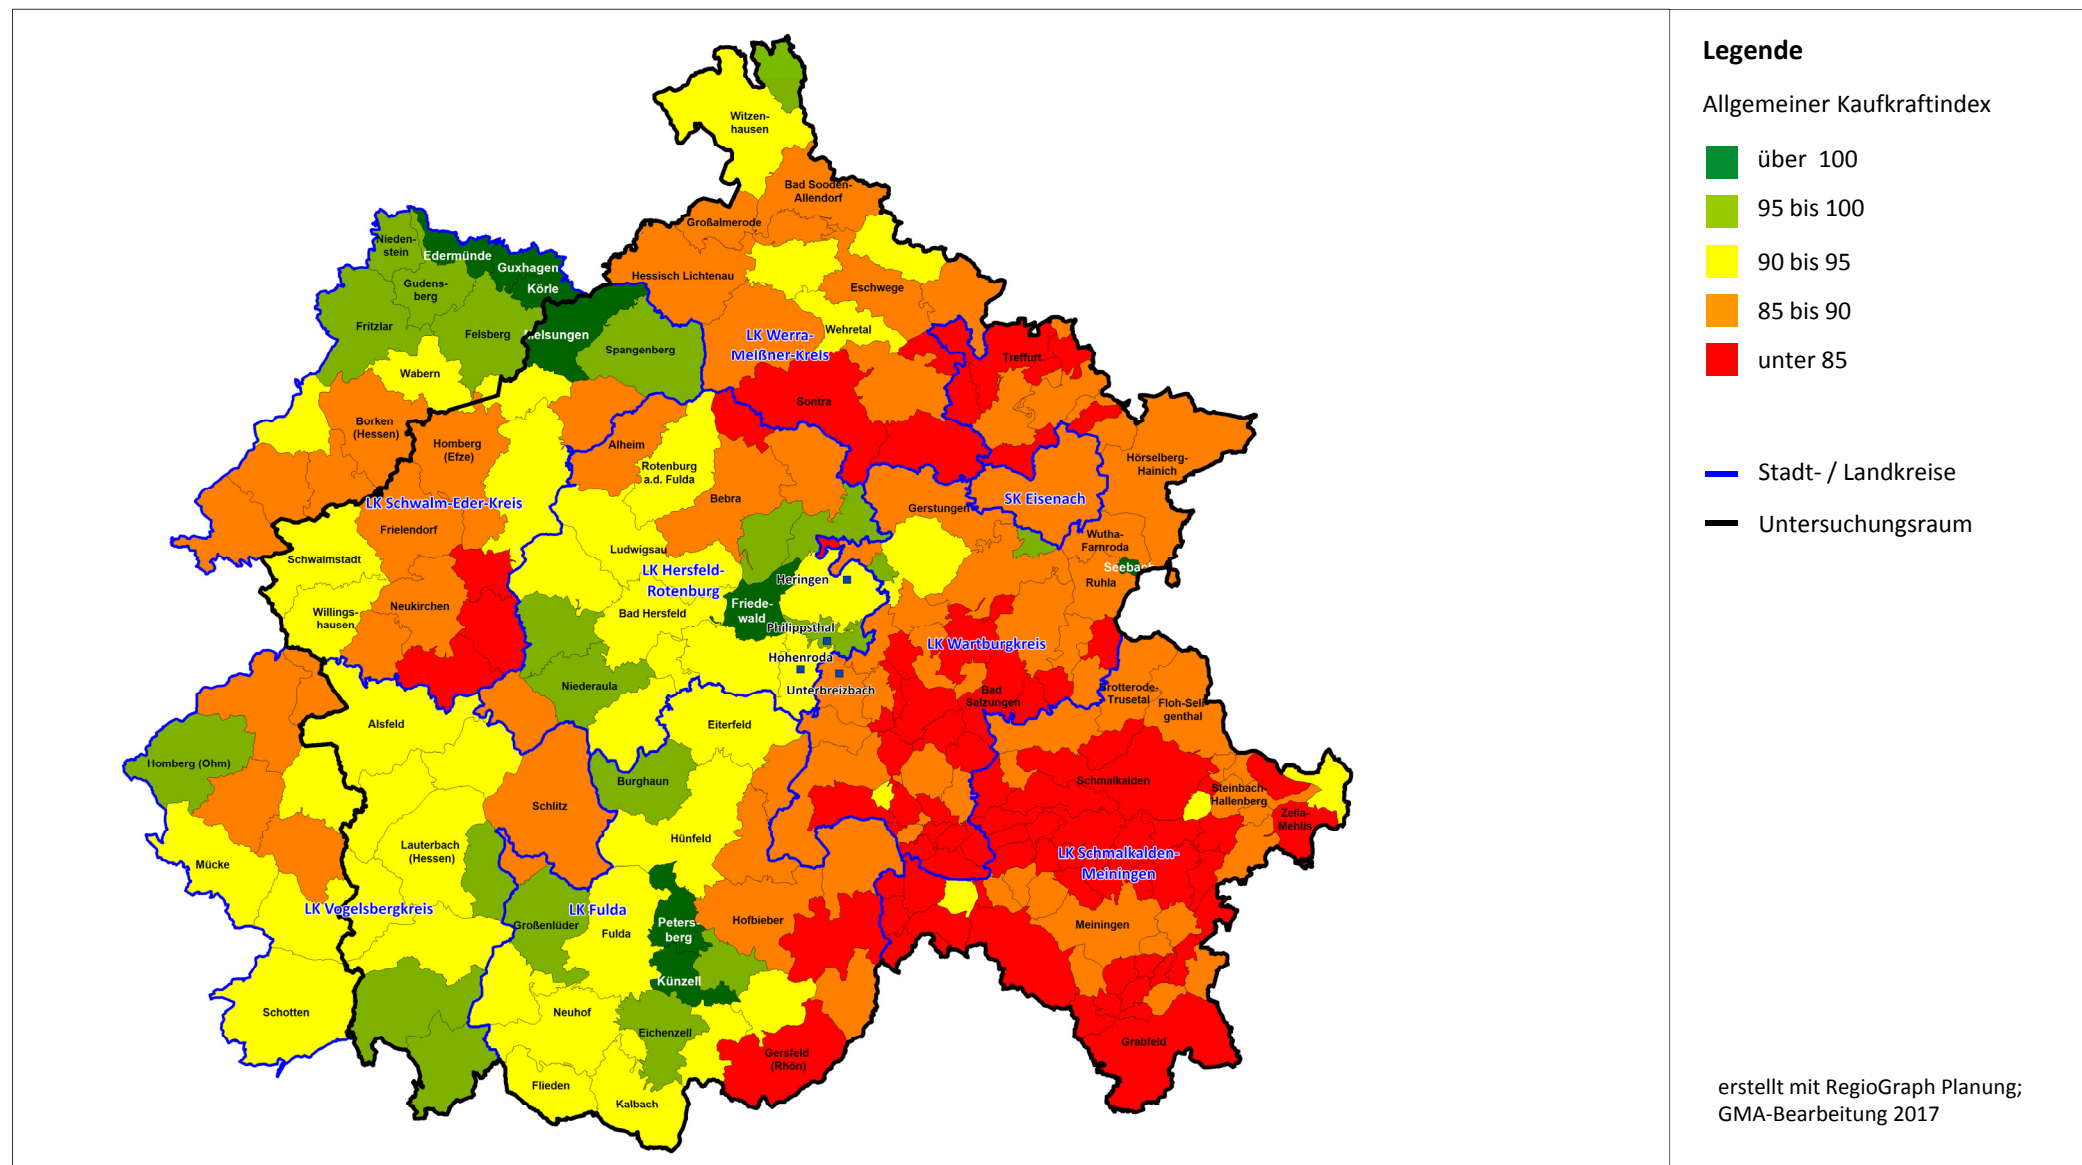 Witzen-
hausen
Bad Sooden-
Allendorf
Großalmerode
Nieden-
stein
Edermünde
Guxhagen
Körle
Hessisch Lichtenau
Gudens-
berg
Eschwege
Fritzlar
Felsberg
Spangenberg
LK Werra-
Meißner-Kreis
Wehretal
Treffurt
Wabern
Sontra
Borken
(Hessen)
Homberg
(Efze)
Alheim
Rotenburg
a.d. Fulda
Bebra
Hörselberg-
Hainich
LK Schwalm-Eder-Kreis
SK Eisenach
Gerstungen
Frielendorf
Wutha-
Farnroda
Ludwigsau
Schwalmstadt
LK Hersfeld-
Rotenburg
Heringen
Ruhla
Willings-
hausen
Neukirchen
Bad Hersfeld
Friede-
wald
Philippsthal
LK Wartburgkreis
Hohenroda
Unterbreizbach
Niederaula
Bad
Salzungen
Brotterode-
Trusetal
Floh-Seli
genthal
Alsfeld
Eiterfeld
Homberg (Ohm)
Burghaun
Schmalkalden
Steinbach-
Hallenberg
Schlitz
Zella-
Mehlis
Hünfeld
Lauterbach
(Hessen)
Mücke
LK Schmalkalden-
Meiningen
LK Vogelsbergkreis
LK Fulda
Großenlüder
Fulda
Peters-
berg
Hofbieber
Meiningen
Künzell
Schotten
Neuhof
Eichenzell
Gersfeld
(Rhön)
Grabfeld
Flieden
Kalbach
Legende
Allgemeiner Kaufkraftindex
über 100
95 bis 100
90 bis 95
85 bis 90
unter 85
Stadt- / Landkreise
Untersuchungsraum
erstellt mit RegioGraph Planung;
GMA-Bearbeitung 2017